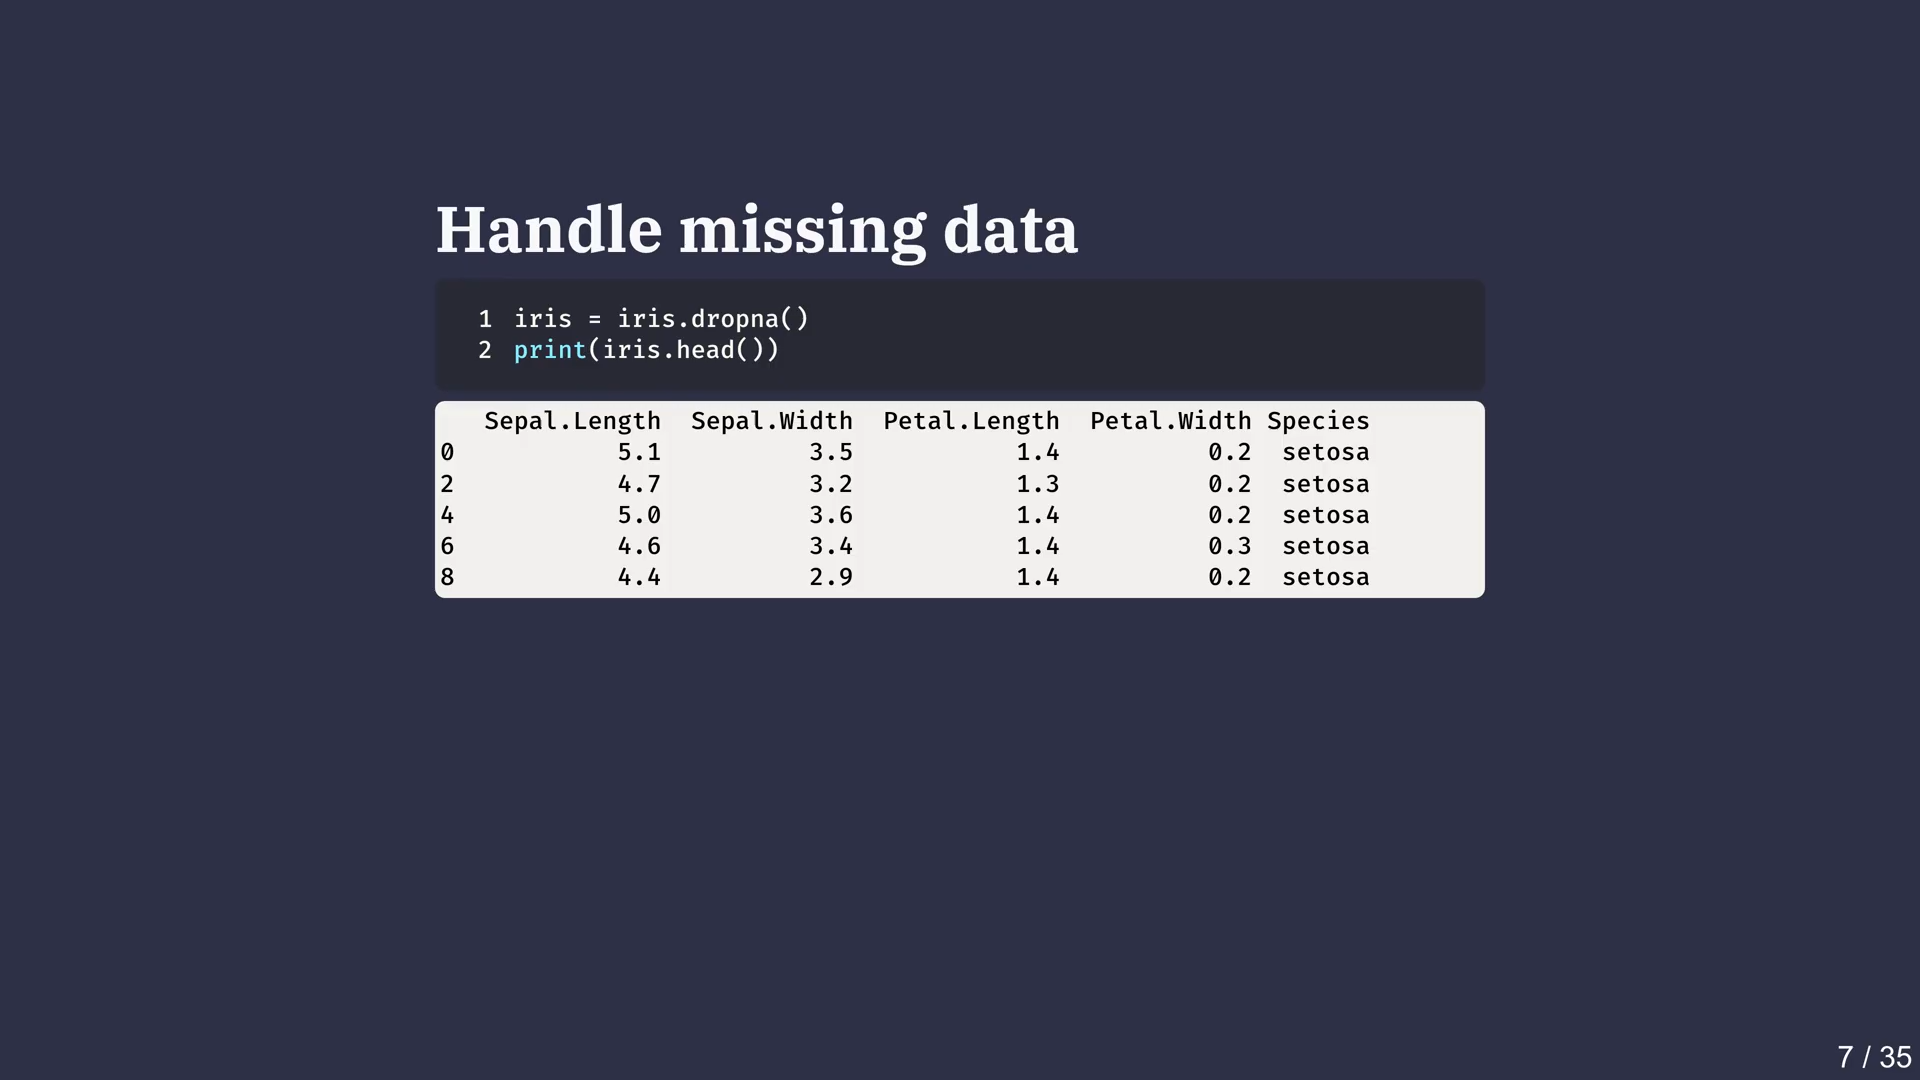 Handle missing data
1 iris = iris.dropna()
2 print(iris.head())
Sepal.Length Sepal.Width Petal.Length Petal.Width Species
0 5.1 3.5 1.4 0.2 setosa
2 4.7 3.2 1.3 0.2 setosa
4 5.0 3.6 1.4 0.2 setosa
6 4.6 3.4 1.4 0.3 setosa
8 4.4 2.9 1.4 0.2 setosa
7 / 35